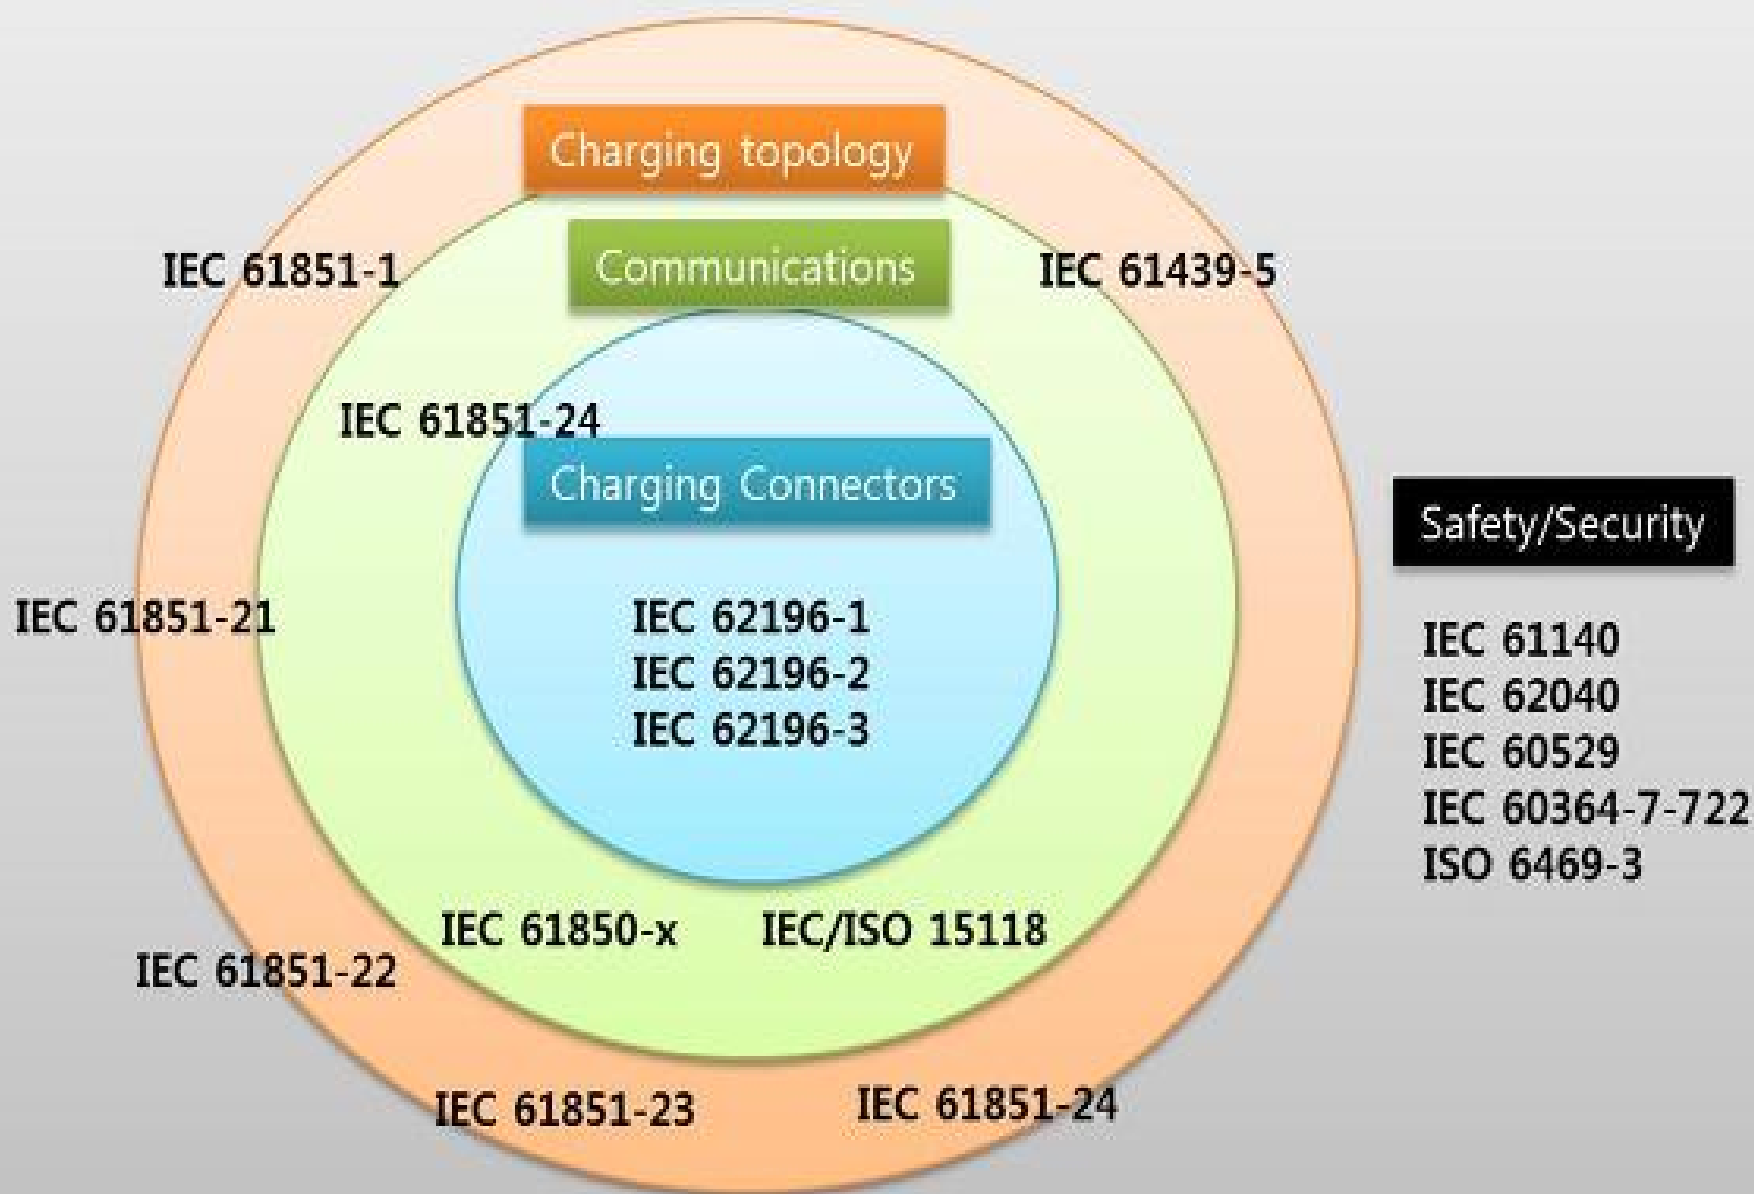 Charging topology
Communications
IEC 61851-1
IEC 61439-5
IEC 61851-24
Charging Connectors
Safety/Security
IEC 61851-21
IEC 62196-1
IEC 62196-2
IEC 62196-3
IEC 61140
IEC 62040
IEC 60529
IEC 60364-7-722
ISO 6469-3
IEC 61850-x
IEC/ISO 15118
IEC 61851-22
IEC 61851-23
IEC 61851-24